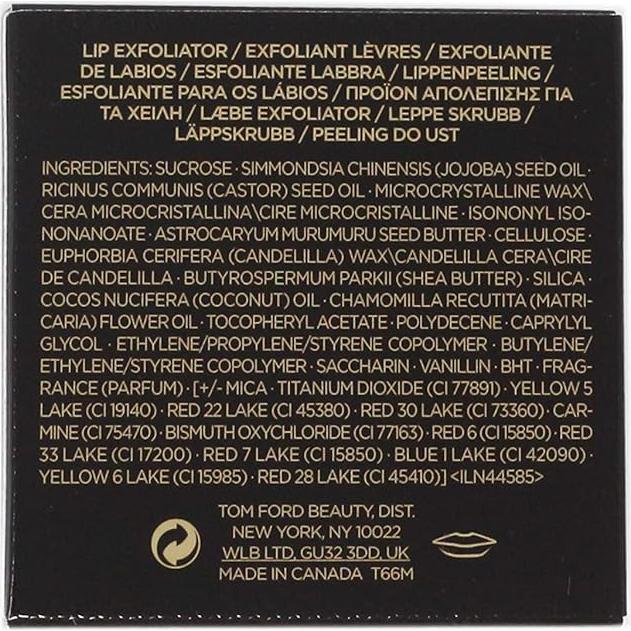 LIP EXFOLIATOR / EXFOLIANT LÈVRES / EXFOLIANTE
DE LABIOS / ESFOLIANTE LABBRA / LIPPENPEELING /
ESFOLIANTE PARA OS LÁBIOS / ΠΡΟΪΟΝ ΑΠΟΛΕΠΙΣΗΣ ΓΙΑ
ΤΑ ΧΕΙΛΗ / LÆBE EXFOLIATOR / LEPPE SKRUBB /
LÄPPSKRUBB / PEELING DO UST
INGREDIENTS: SUCROSE · SIMMONDSIA CHINENSIS (JOJOBA) SEED OIL ·
RICINUS COMMUNIS (CASTOR) SEED OIL · MICROCRYSTALLINE WAX\
CERA MICROCRISTALLINA\CIRE MICROCRISTALLINE · ISONONYL ISO-
NONANOATE · ASTROCARYUM MURUMURU SEED BUTTER · CELLULOSE ·
EUPHORBIA CERIFERA (CANDELILLA) WAX\CANDELILLA CERA\CIRE
DE CANDELILLA · BUTYROSPERMUM PARKII (SHEA BUTTER) · SILICA ·
COCOS NUCIFERA (COCONUT) OIL · CHAMOMILLA RECUTITA (MATRI-
CARIA) FLOWER OIL · TOCOPHERYL ACETATE · POLYDECENE · CAPRYLYL
GLYCOL · ETHYLENE/PROPYLENE/STYRENE COPOLYMER · BUTYLENE/
ETHYLENE/STYRENE COPOLYMER · SACCHARIN · VANILLIN · BHT · FRAG-
RANCE (PARFUM) · [+/- MICA · TITANIUM DIOXIDE (CI 77891) · YELLOW 5
LAKE (CI 19140) · RED 22 LAKE (CI 45380) · RED 30 LAKE (CI 73360) · CAR-
MINE (CI 75470) · BISMUTH OXYCHLORIDE (CI 77163) · RED 6 (CI 15850) · RED
33 LAKE (CI 17200) · RED 7 LAKE (CI 15850) · BLUE 1 LAKE (CI 42090) ·
YELLOW 6 LAKE (CI 15985) · RED 28 LAKE (CI 45410)] <ILN44585>
TOM FORD BEAUTY, DIST.
NEW YORK, NY 10022
WLB LTD, GU32 3DD, UK
MADE IN CANADA T66M